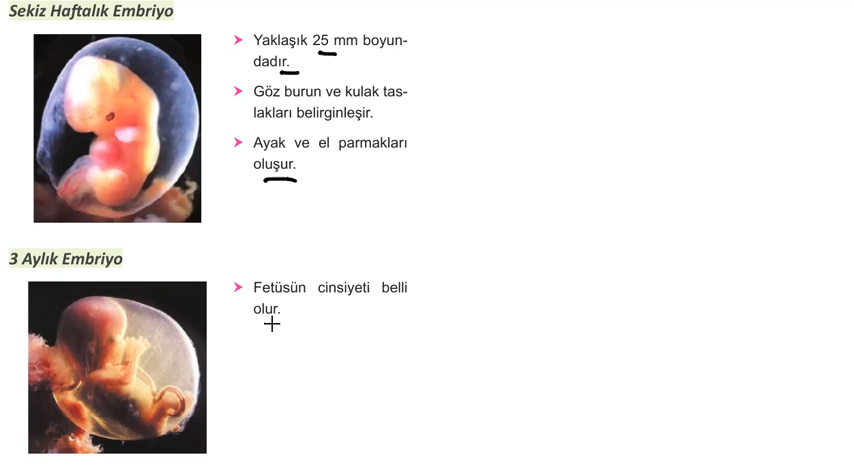 Sekiz Haftalık Embriyo
Yaklaşık 25 mm boyun-
dadır.
Göz burun ve kulak tas-
lakları belirginleşir.
Ayak ve el parmakları
oluşur.
3 Aylık Embriyo
Fetüsün cinsiyeti belli
olur.